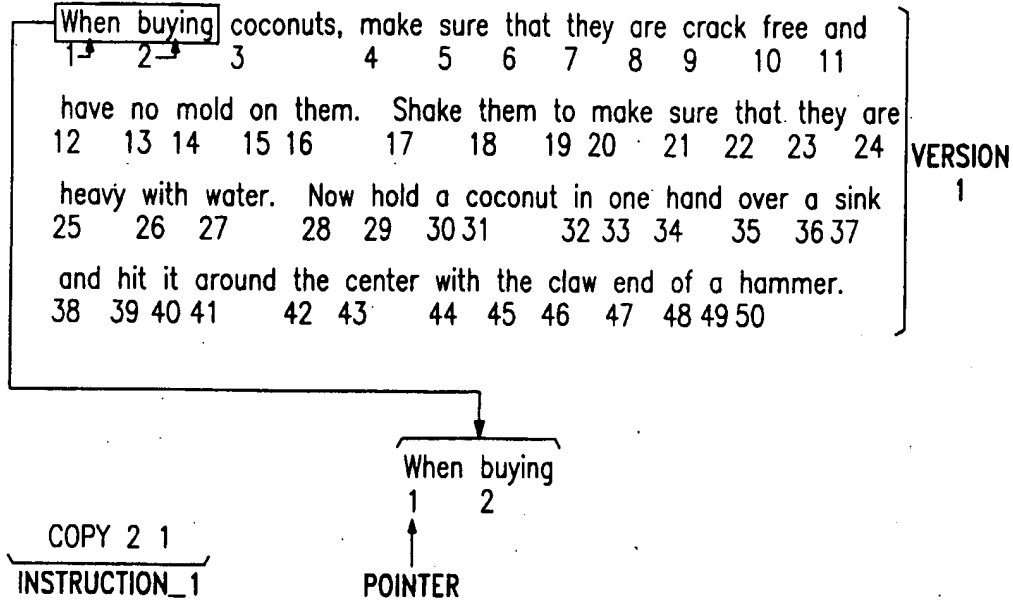 When buying coconuts, make sure that they are crack free and
1 2 3 4 5 6 7 8 9 10 11
have no mold on them. Shake them to make sure that they are
12 13 14 15 16 17 18 19 20 21 22 23 24
VERSION
1
heavy with water. Now hold a coconut in one hand over a sink
25 26 27 28 29 30 31 32 33 34 35 36 37
and hit it around the center with the claw end of a hammer.
38 39 40 41 42 43 44 45 46 47 48 49 50
When buying
1 2
COPY 2 1
INSTRUCTION_1
POINTER